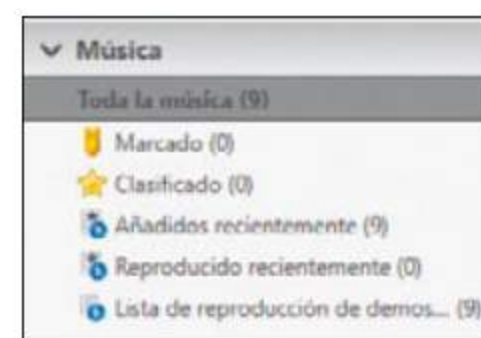 Música
Toda la música (9)
Marcado (0)
Clasificado (0)
Añadidos recientemente (9)
Reproducido recientemente (0)
Lista de reproducción de demos... (9)